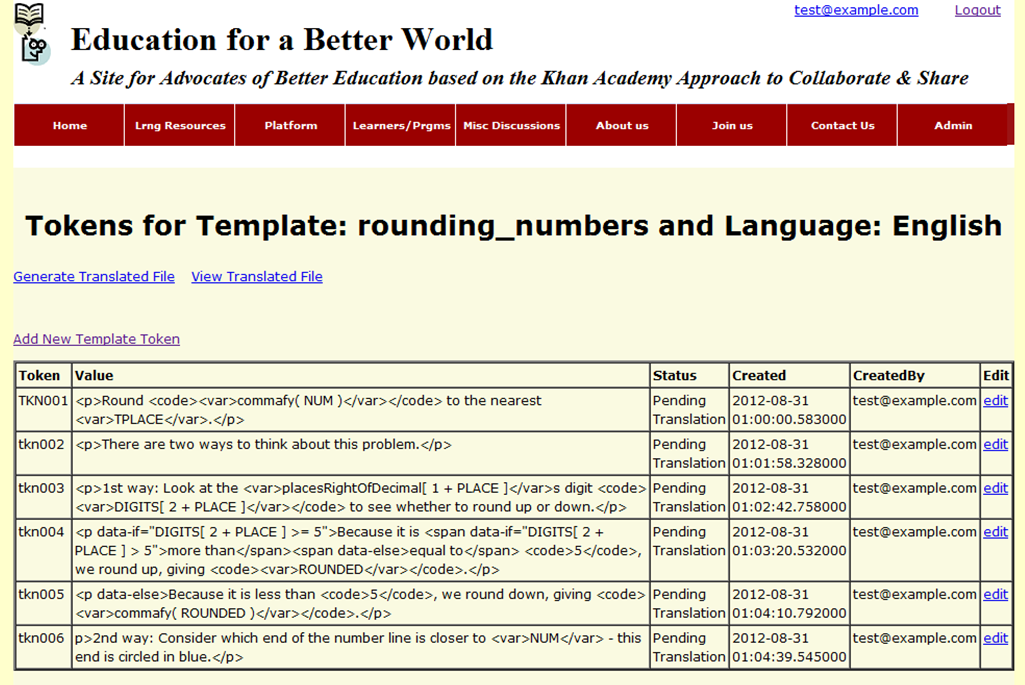 test@example.com Logout
Education for a Better World
A Site for Advocates of Better Education based on the Khan Academy Approach to Collaborate & Share
Home Lrng Resources Platform Learners/Prgms Misc Discussions About us Join us Contact Us Admin
Tokens for Template: rounding_numbers and Language: English
Generate Translated File View Translated File
Add New Template Token
Token Value Status Created CreatedBy Edit
TKN001 <p>Round <code><var>commafy( NUM )</var></code> to the nearest Pending 2012-08-31 test@example.com edit
<var>TPLACE</var>.</p> Translation 01:00:00.583000
tkn002 <p>There are two ways to think about this problem.</p> Pending 2012-08-31 test@example.com edit
Translation 01:01:58.328000
tkn003 <p>1st way: Look at the <var>placesRightOfDecimal[ 1 + PLACE ]</var>s digit <code> Pending 2012-08-31 test@example.com edit
<var>DIGITS[ 2 + PLACE ]</var></code> to see whether to round up or down.</p> Translation 01:02:42.758000
tkn004 <p data-if="DIGITS[ 2 + PLACE ] >= 5">Because it is <span data-if="DIGITS[ 2 + Pending 2012-08-31 test@example.com edit
PLACE ] > 5">more than</span><span data-else>equal to</span> <code>5</code>, Translation 01:03:20.532000
we round up, giving <code><var>ROUNDED</var></code>.</p>
tkn005 <p data-else>Because it is less than <code>5</code>, we round down, giving <code> Pending 2012-08-31 test@example.com edit
<var>commafy( ROUNDED )</var></code>.</p> Translation 01:04:10.792000
tkn006 p>2nd way: Consider which end of the number line is closer to <var>NUM</var> - this Pending 2012-08-31 test@example.com edit
end is circled in blue.</p> Translation 01:04:39.545000